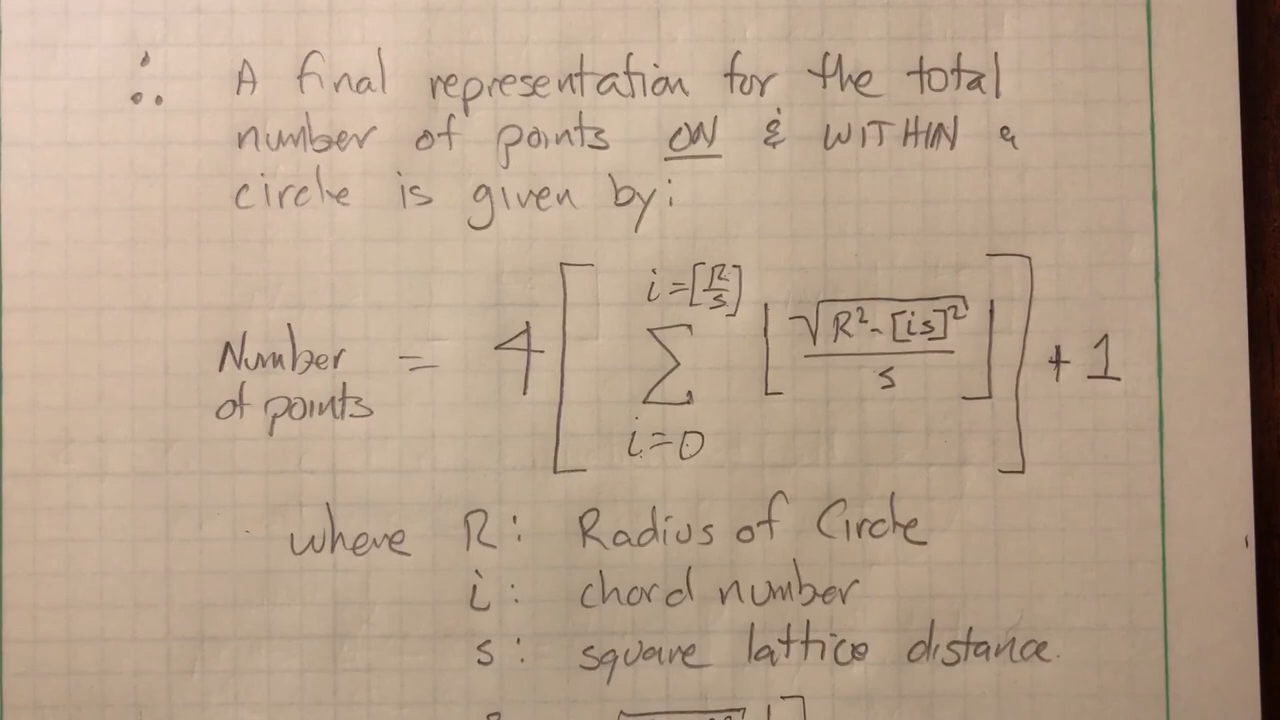 ∴ A final representation for the total
number of points ON & WITHIN a
circle is given by:
Number of points = 4[ ∑_{i=0}^{i=[R/s]} ⌊√(R²-[is]²)/s⌋ ] + 1
where R: Radius of Circle
i: chord number
s: square lattice distance.